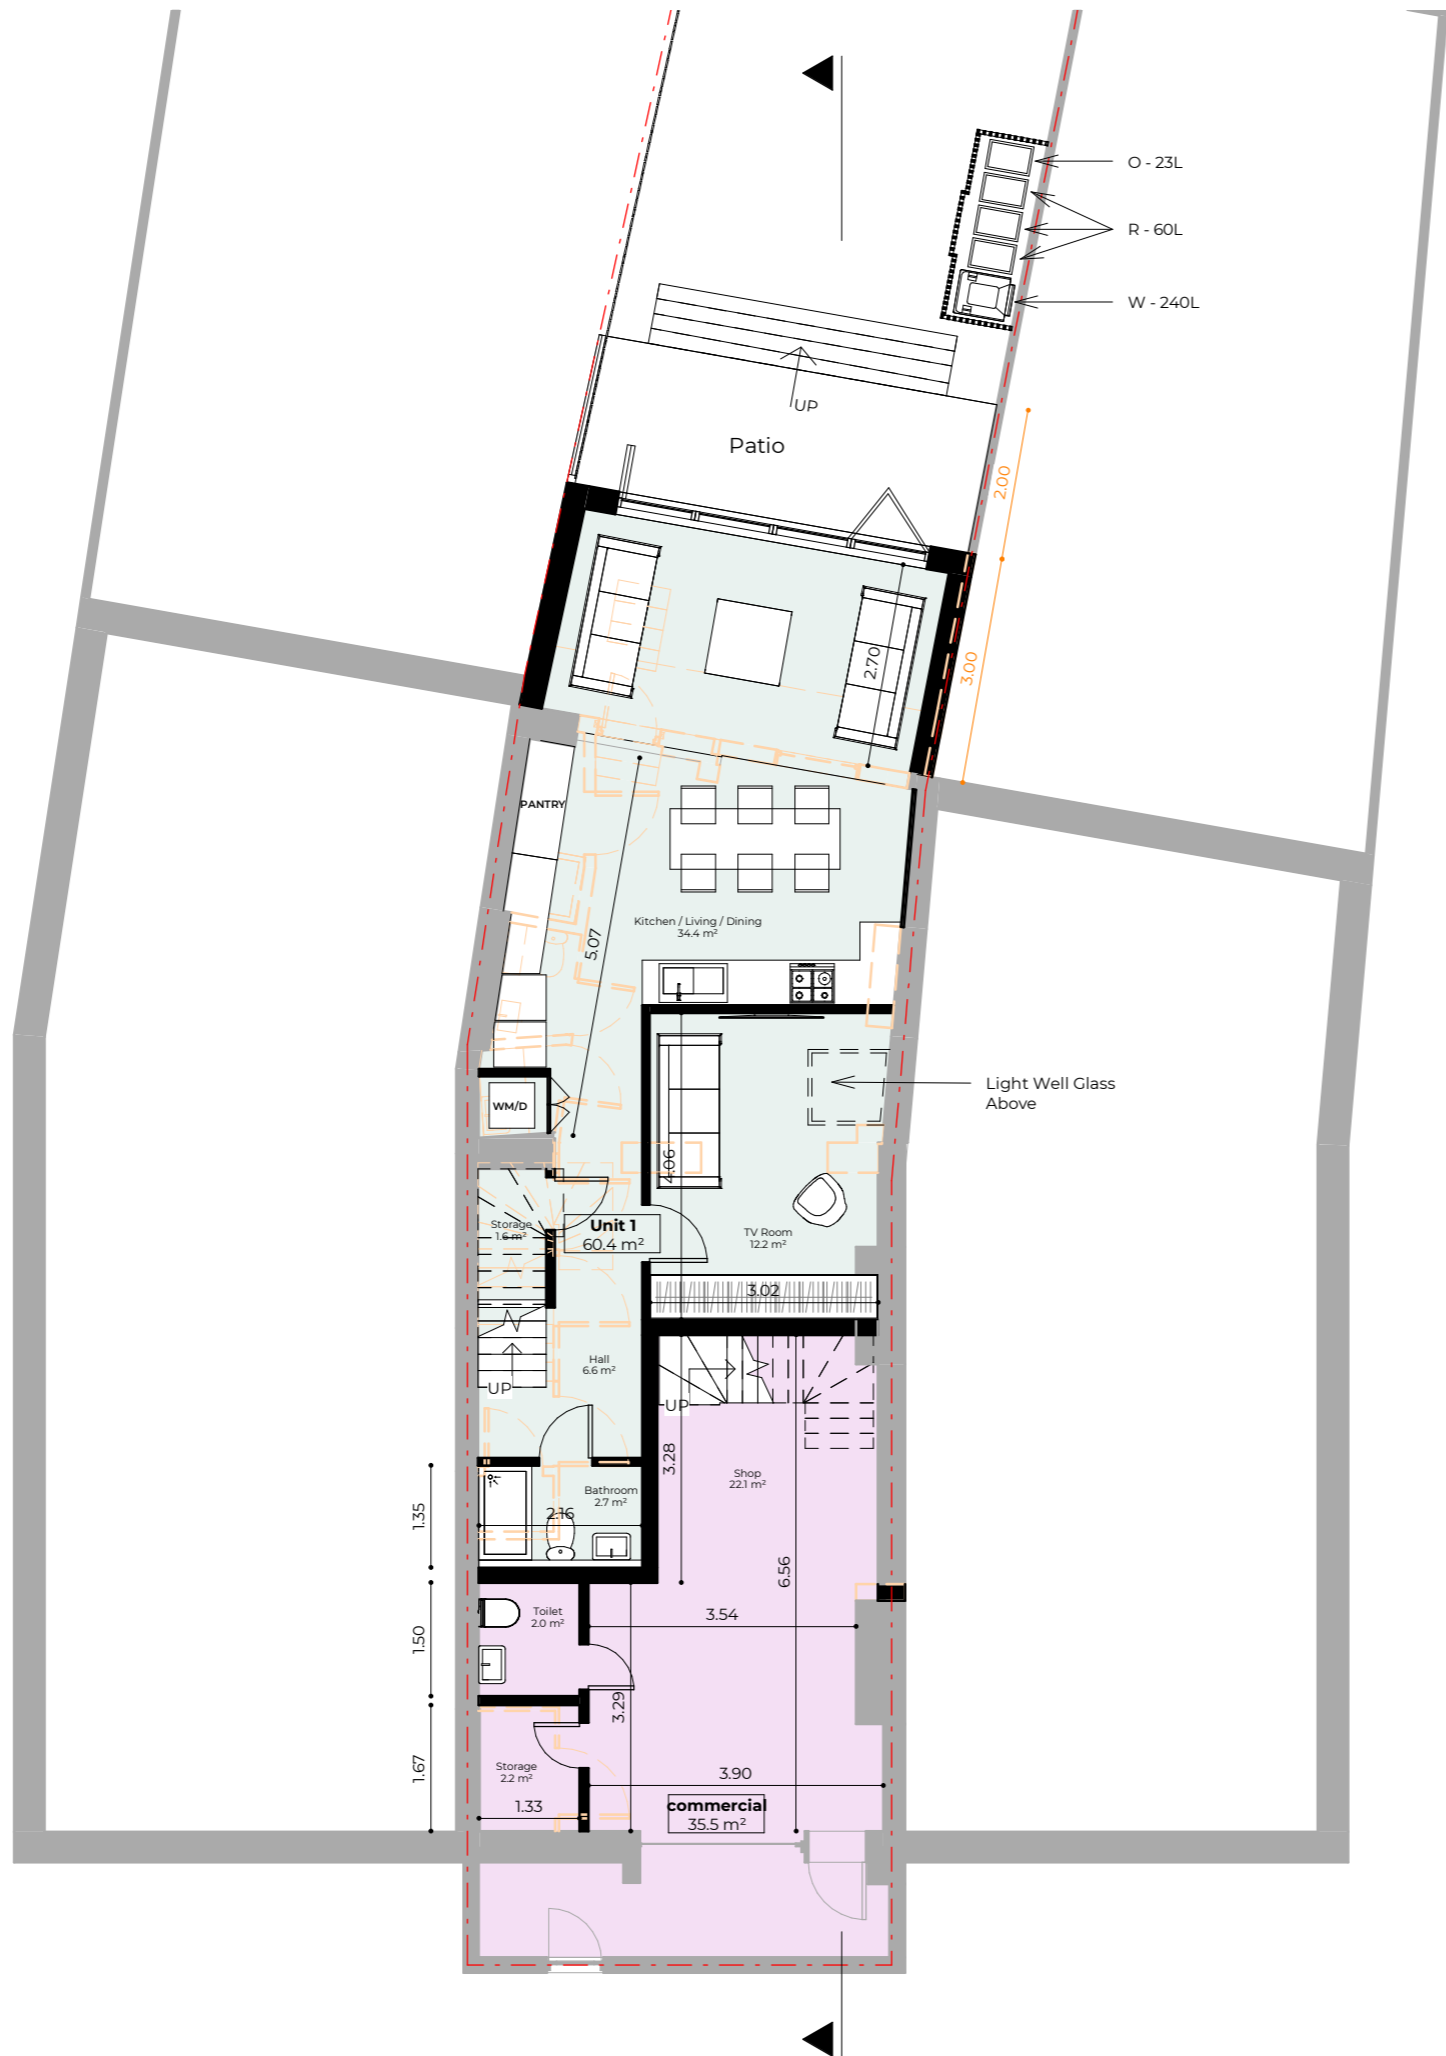 O - 23L
R - 60L
W - 240L
UP
Patio
2.00
3.00
2.70
PANTRY
Kitchen / Living / Dining
34.4 m²
5.07
Light Well Glass
Above
WM/D
4.06
Storage
1.6 m²
Unit 1
60.4 m²
TV Room
12.2 m²
3.02
Hall
6.6 m²
UP
UP
3.28
Shop
22.1 m²
Bathroom
2.7 m²
2.16
1.35
6.56
Toilet
2.0 m²
3.54
1.50
3.29
Storage
2.2 m²
1.67
3.90
1.33
commercial
35.5 m²